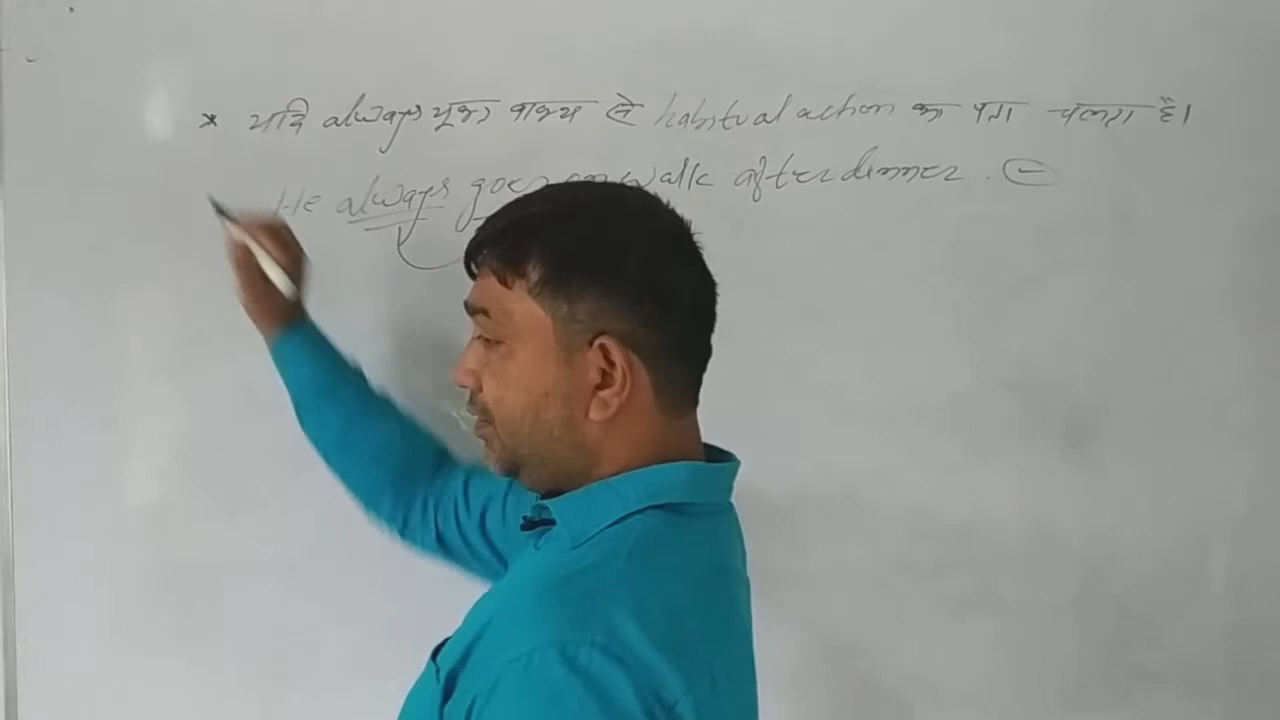 * यदि always युक्त वाक्य से habitual action का पता चलता है।
He always goes on walk after dinner. -